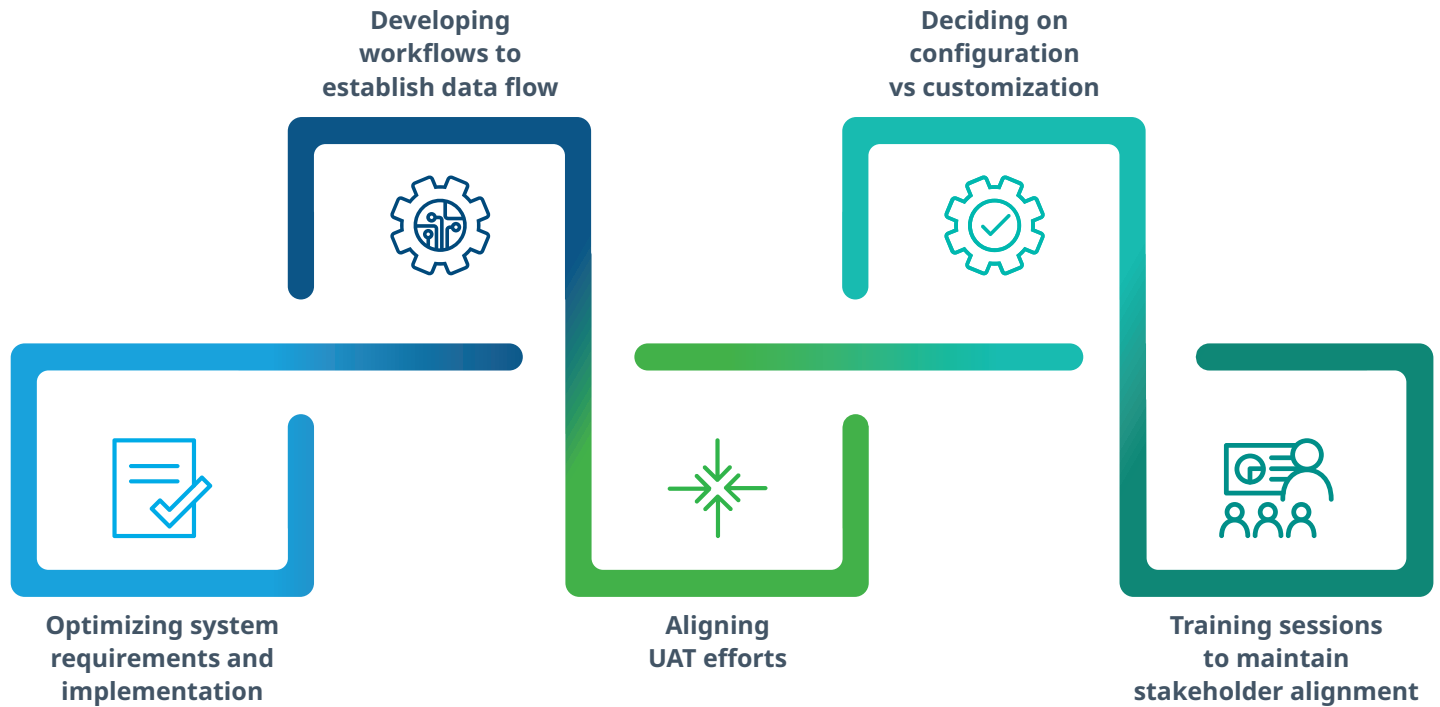 Developing
workflows to
establish data flow
Deciding on
configuration
vs customization
Optimizing system
requirements and
implementation
Aligning
UAT efforts
Training sessions
to maintain
stakeholder alignment